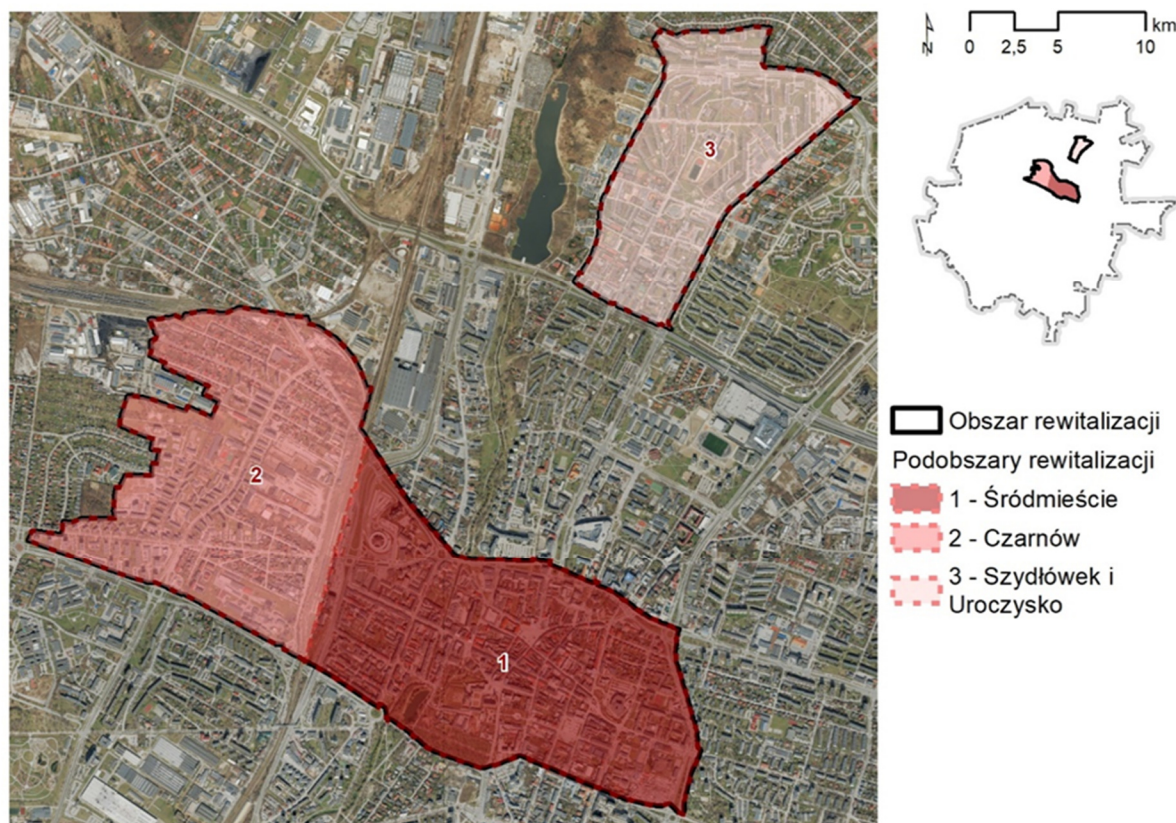 N
km
0 2,5 5 10
3
2
1
Obszar rewitalizacji
Podobszary rewitalizacji
1 - Śródmieście
2 - Czarnów
3 - Szydłówek i
Uroczysko